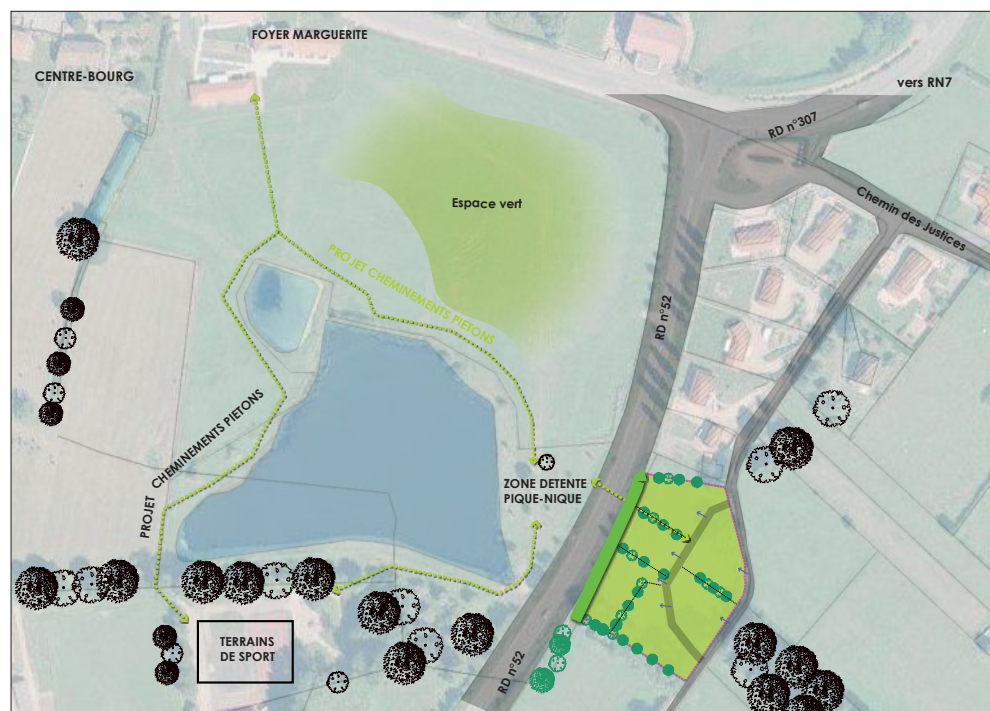 FOYER MARGUERITE
CENTRE-BOURG
vers RN7
RD n°307
Chemin des Justices
Espace vert
PROJET CHEMINEMENTS PIETONS
RD n°52
PROJET CHEMINEMENTS PIETONS
ZONE DETENTE
PIQUE-NIQUE
TERRAINS
DE SPORT
RD n°52